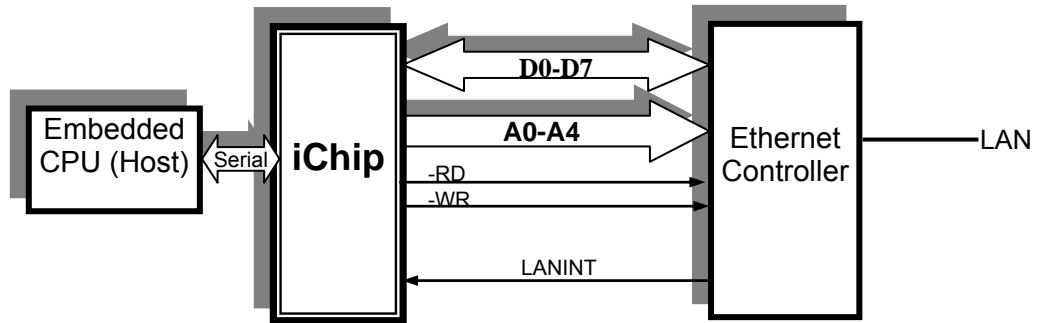 Embedded
CPU (Host)
Serial
iChip
D0-D7
A0-A4
-RD
-WR
LANINT
Ethernet
Controller
LAN